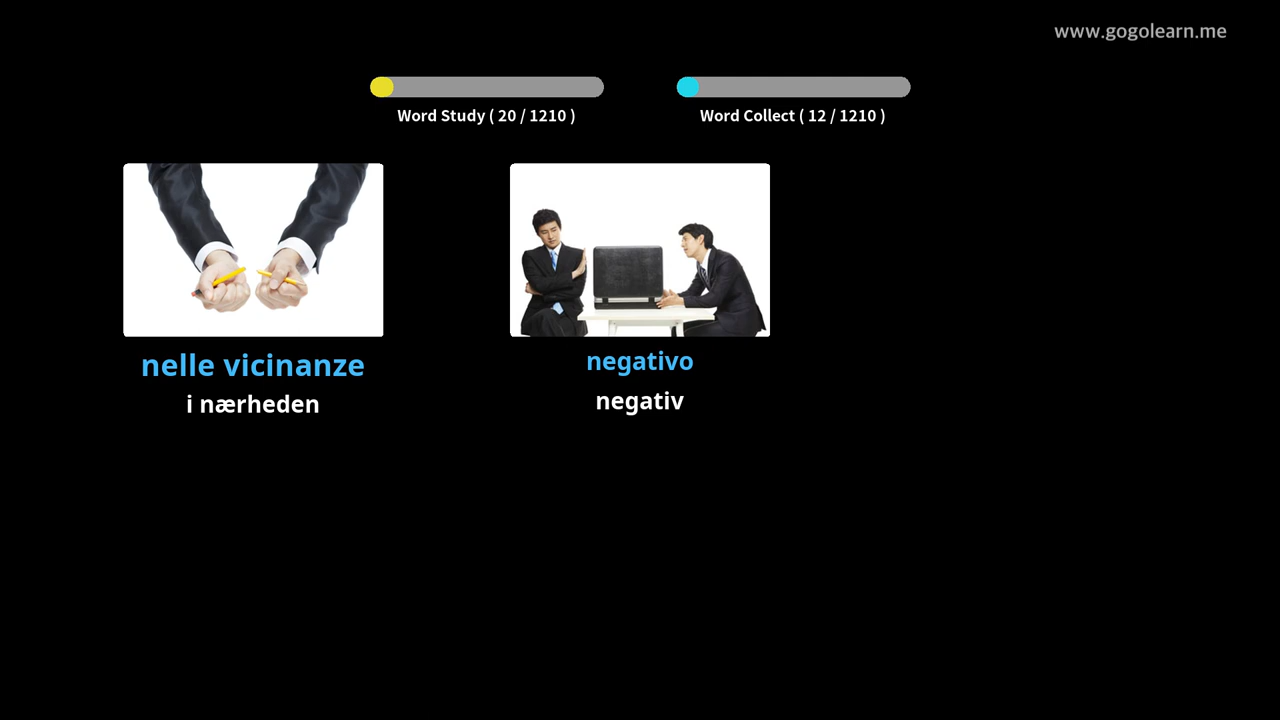 www.gogolearn.me
Word Study ( 20 / 1210 )
Word Collect ( 12 / 1210 )
nelle vicinanze
i nærheden
negativo
negativ